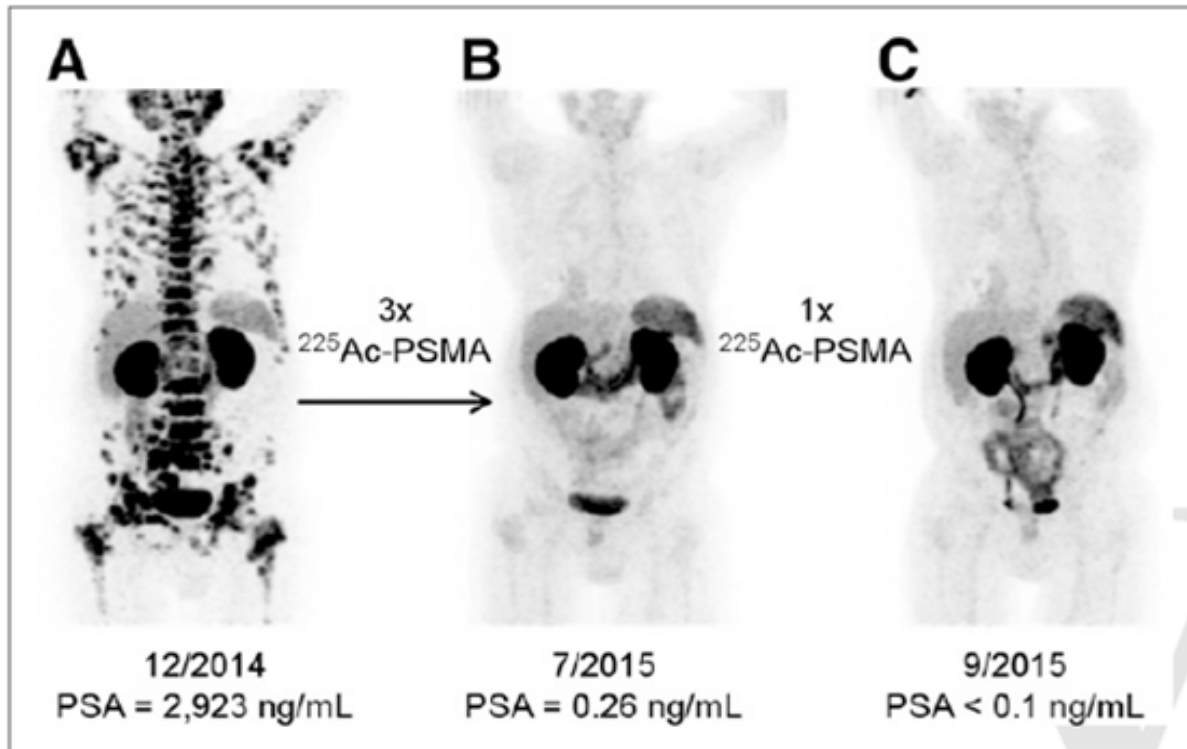 A
B
C
3x
²²⁵Ac-PSMA
1x
²²⁵Ac-PSMA
12/2014
PSA = 2,923 ng/mL
7/2015
PSA = 0.26 ng/mL
9/2015
PSA < 0.1 ng/mL